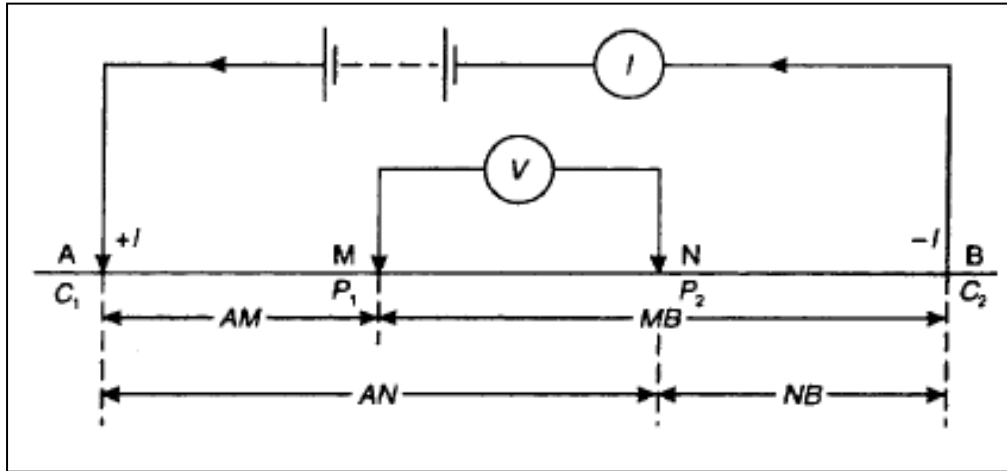 I
V
A +I M N −I B
C₁ P₁ P₂ C₂
AM MB
AN NB